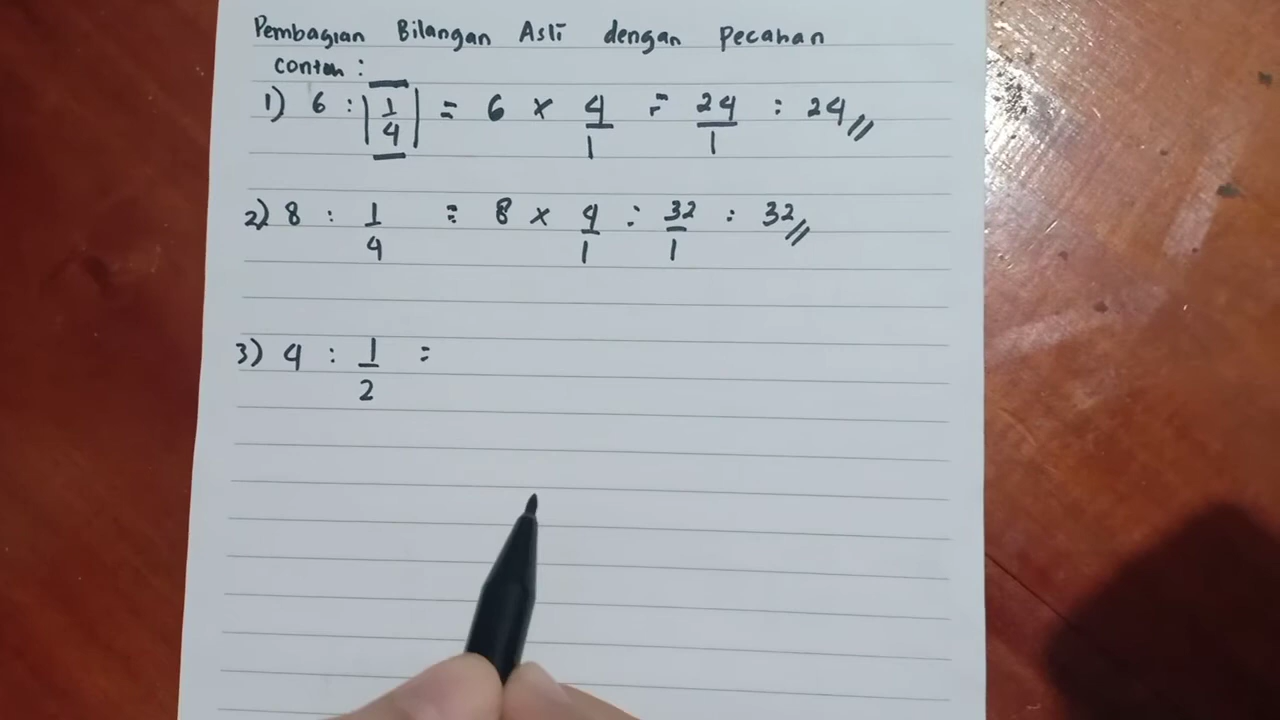 Pembagian Bilangan Asli dengan Pecahan
Contoh :
1) 6 : |1/4| = 6 × 4/1 = 24/1 = 24//
2) 8 : 1/4 = 8 × 4/1 = 32/1 = 32//
3) 4 : 1/2 =